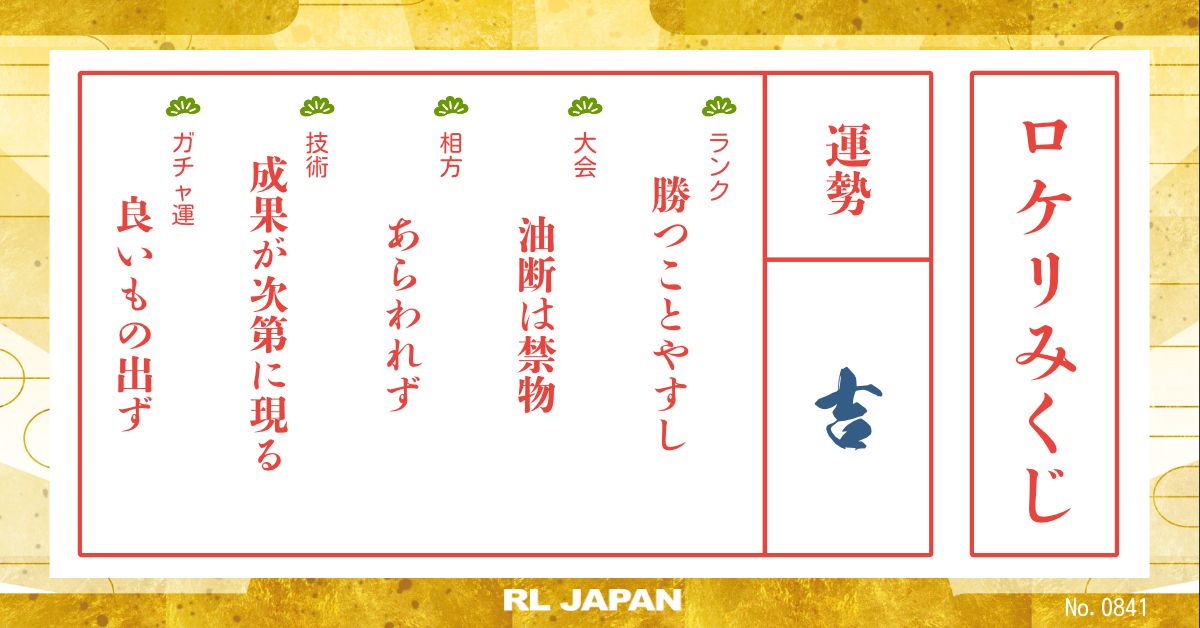 ロケリみくじ
運勢
吉
ランク
勝つことやすし
大会
油断は禁物
相方
あらわれず
技術
成果が次第に現る
ガチャ運
良いもの出ず
RL JAPAN
No. 0841